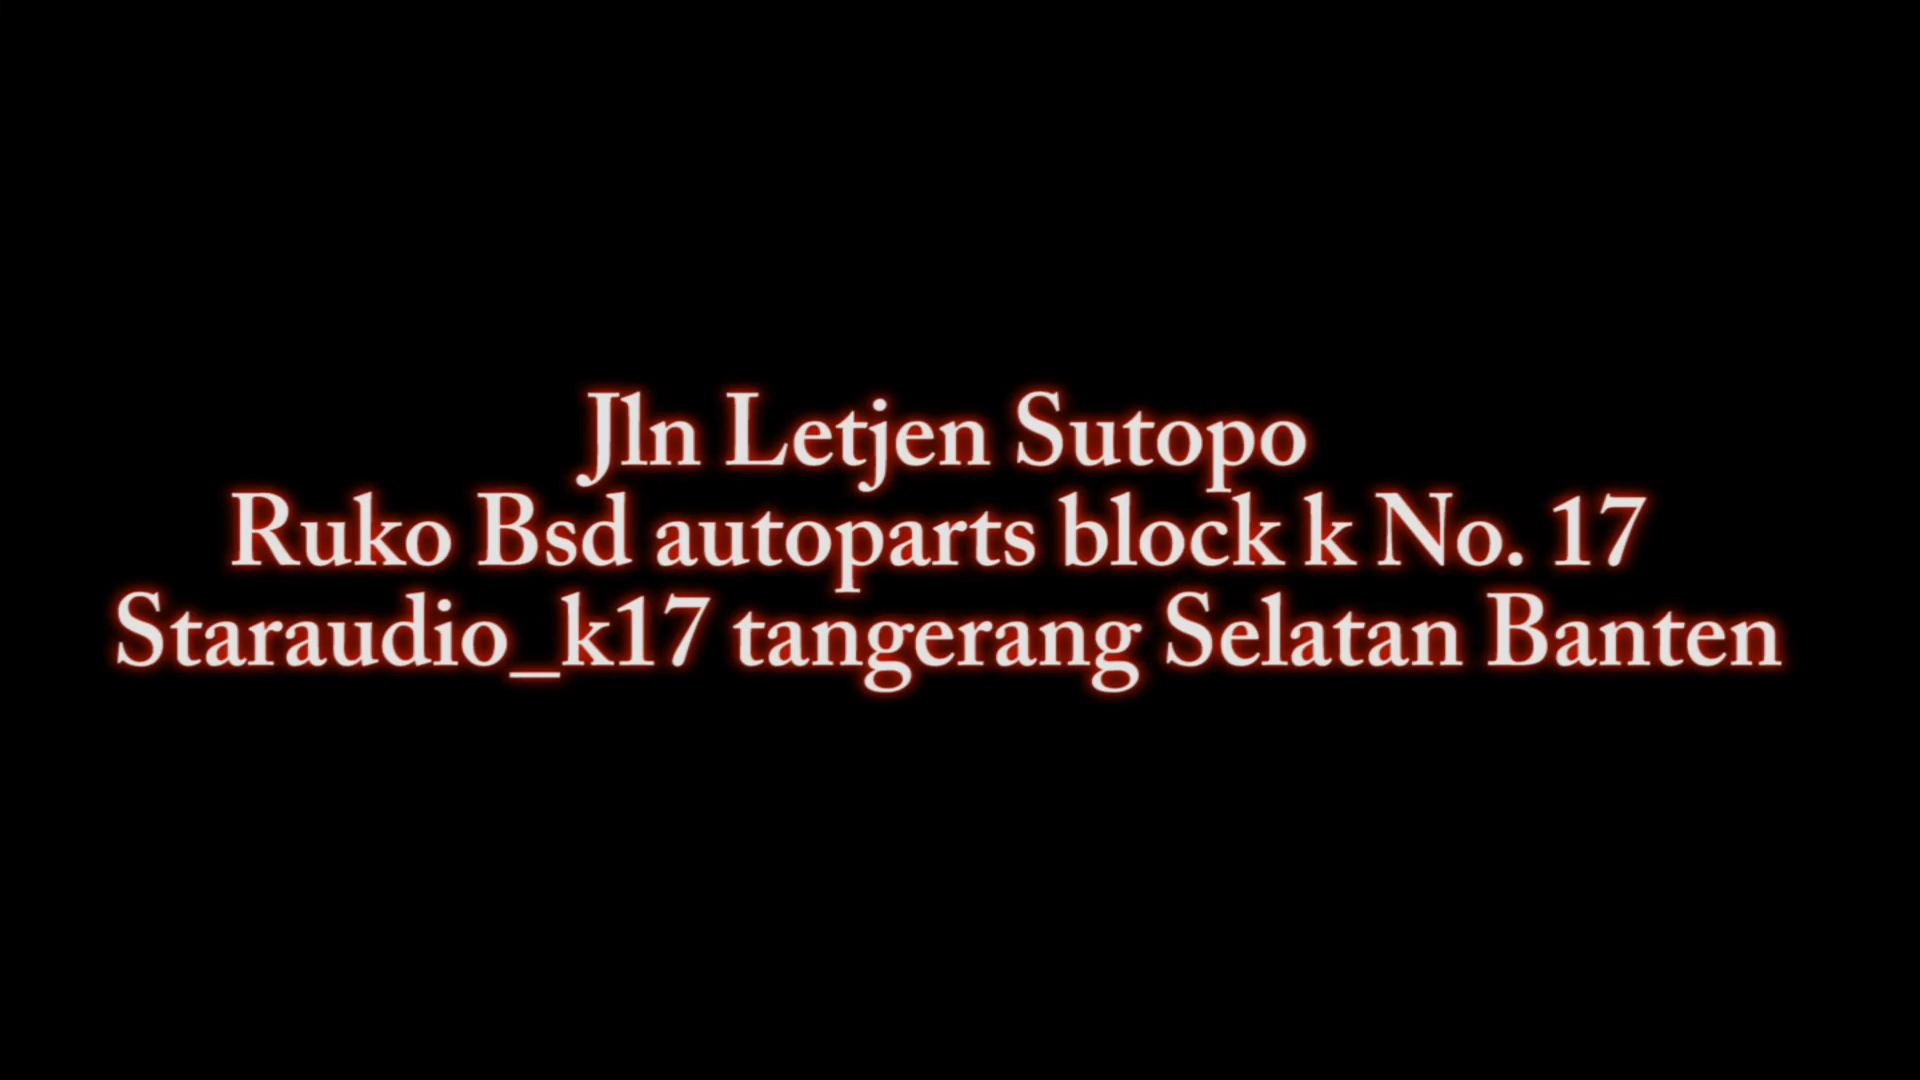 Jln Letjen Sutopo
Ruko Bsd autoparts block k No. 17
Staraudio_k17 tangerang Selatan Banten